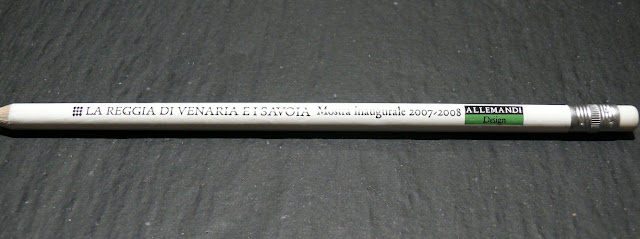 LA REGGIA DI VENARIA E I SAVOIA Mostra inaugurale 2007-2008
ALLEMANDI
Design